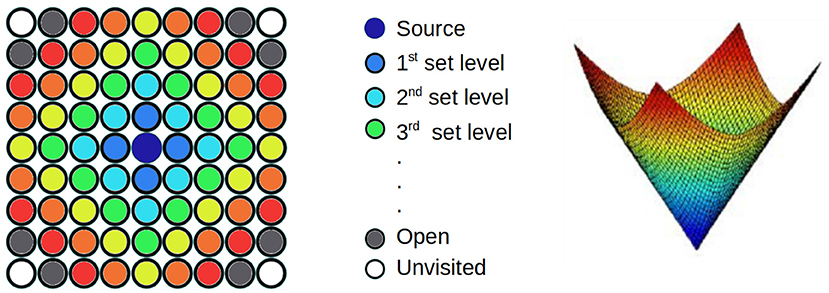 Source
1st set level
2nd set level
3rd set level
.
.
.
Open
Unvisited